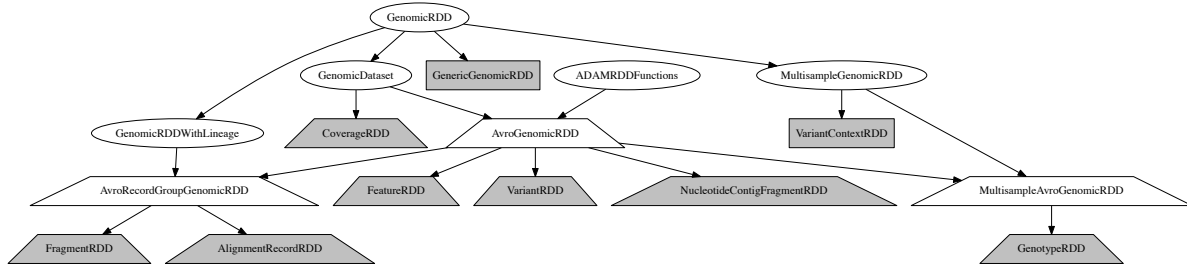 GenomicRDD
GenomicDataset
GenericGenomicRDD
ADAMRDDFunctions
MultisampleGenomicRDD
GenomicRDDWithLineage
CoverageRDD
AvroGenomicRDD
VariantContextRDD
AvroRecordGroupGenomicRDD
FeatureRDD
VariantRDD
NucleotideContigFragmentRDD
MultisampleAvroGenomicRDD
FragmentRDD
AlignmentRecordRDD
GenotypeRDD